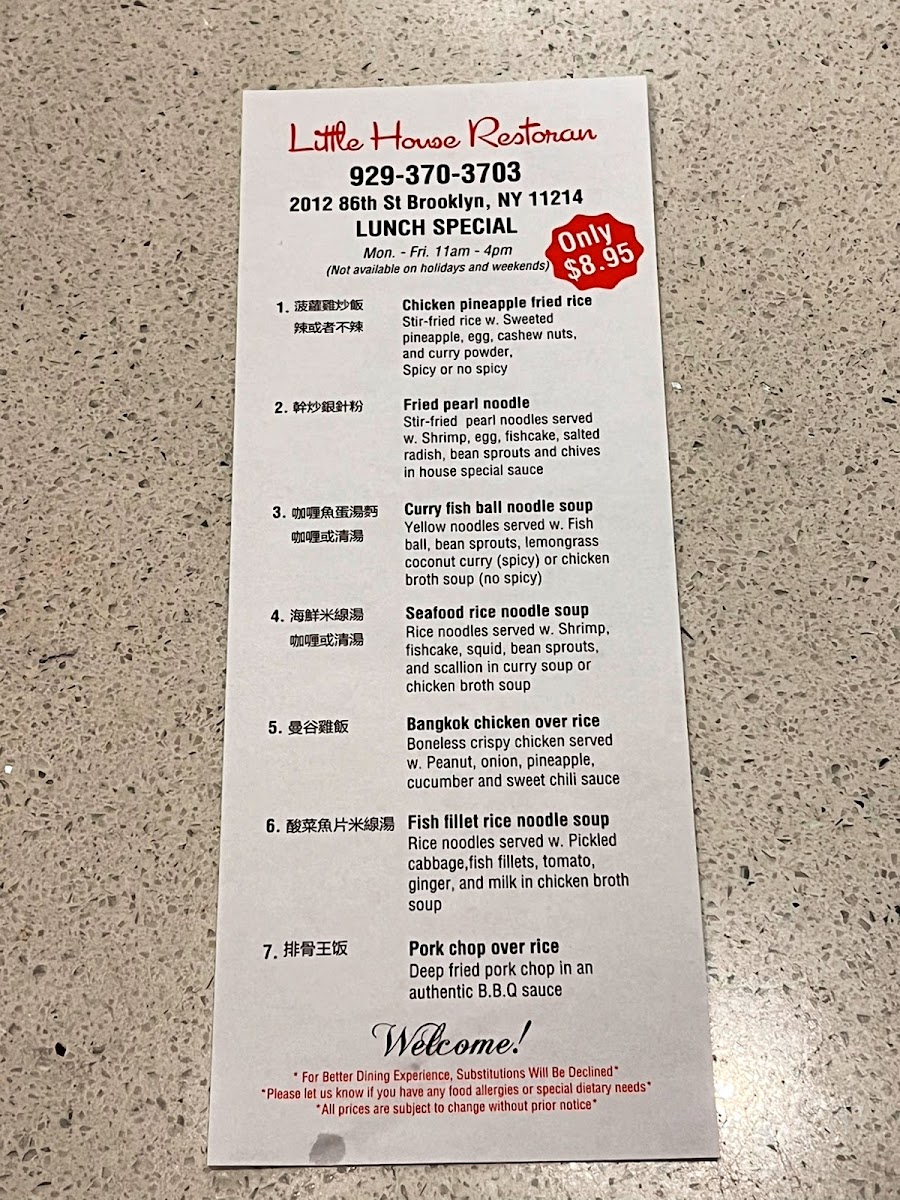 Little House Restoran
929-370-3703
2012 86th St Brooklyn, NY 11214
LUNCH SPECIAL
Mon. - Fri. 11am - 4pm
(Not available on holidays and weekends)
Only
$8.95
1. 菠蘿雞炒飯
辣或者不辣
Chicken pineapple fried rice
Stir-fried rice w. Sweeted
pineapple, egg, cashew nuts,
and curry powder,
Spicy or no spicy
2. 幹炒銀針粉
Fried pearl noodle
Stir-fried pearl noodles served
w. Shrimp, egg, fishcake, salted
radish, bean sprouts and chives
in house special sauce
3. 咖喱魚蛋湯麪
咖喱或清湯
Curry fish ball noodle soup
Yellow noodles served w. Fish
ball, bean sprouts, lemongrass
coconut curry (spicy) or chicken
broth soup (no spicy)
4. 海鮮米線湯
咖喱或清湯
Seafood rice noodle soup
Rice noodles served w. Shrimp,
fishcake, squid, bean sprouts,
and scallion in curry soup or
chicken broth soup
5. 曼谷雞飯
Bangkok chicken over rice
Boneless crispy chicken served
w. Peanut, onion, pineapple,
cucumber and sweet chili sauce
6. 酸菜魚片米線湯
Fish fillet rice noodle soup
Rice noodles served w. Pickled
cabbage,fish fillets, tomato,
ginger, and milk in chicken broth
soup
7. 排骨王饭
Pork chop over rice
Deep fried pork chop in an
authentic B.B.Q sauce
Welcome!
* For Better Dining Experience, Substitutions Will Be Declined*
*Please let us know if you have any food allergies or special dietary needs*
*All prices are subject to change without prior notice*